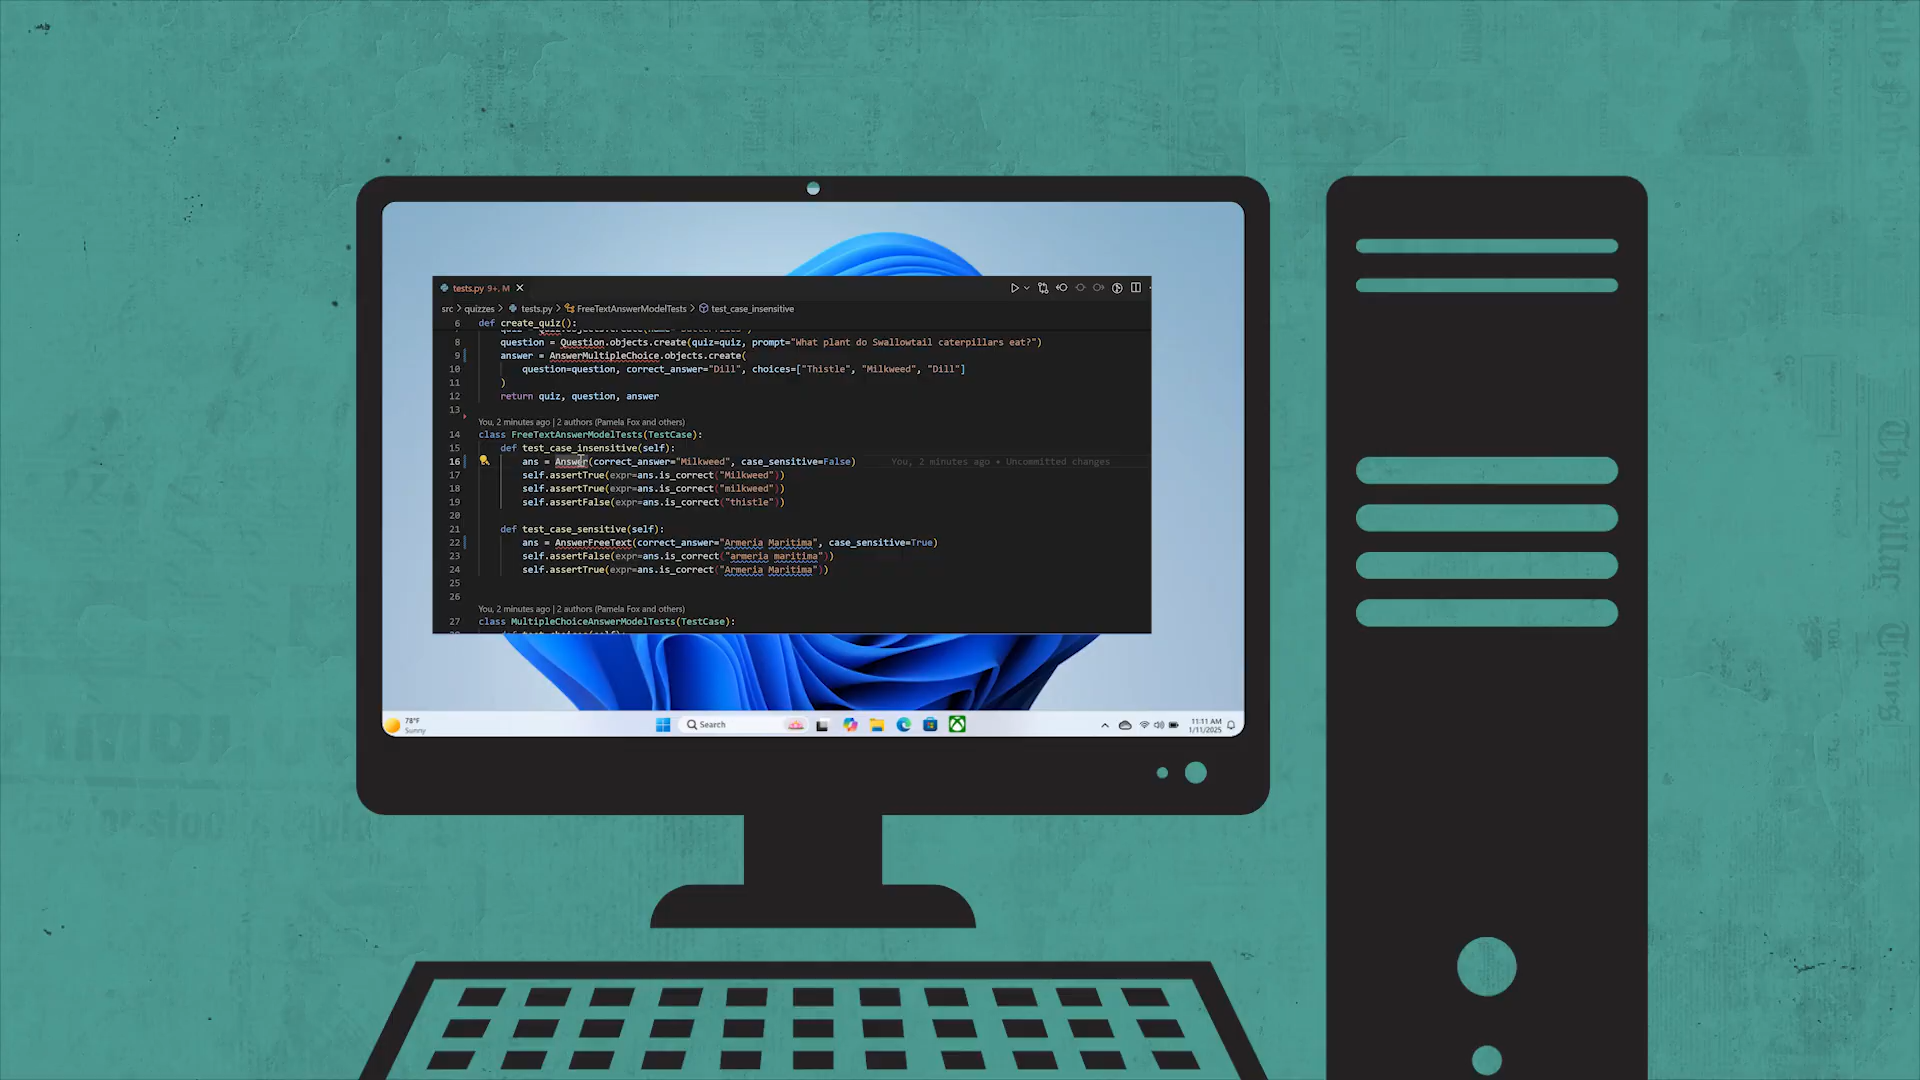 tests.py 9+, M
src > quizzes > tests.py > FreeTextAnswerModelTests > test_case_insensitive
6 def create_quiz():
8 question = Question.objects.create(quiz=quiz, prompt="What plant do Swallowtail caterpillars eat?")
9 answer = AnswerMultipleChoice.objects.create(
10 question=question, correct_answer="Dill", choices=["Thistle", "Milkweed", "Dill"]
11 )
12 return quiz, question, answer
13
You, 2 minutes ago | 2 authors (Pamela Fox and others)
14 class FreeTextAnswerModelTests(TestCase):
15 def test_case_insensitive(self):
16 ans = Answer(correct_answer="Milkweed", case_sensitive=False) You, 2 minutes ago • Uncommitted changes
17 self.assertTrue(expr=ans.is_correct("Milkweed"))
18 self.assertTrue(expr=ans.is_correct("milkweed"))
19 self.assertFalse(expr=ans.is_correct("thistle"))
20
21 def test_case_sensitive(self):
22 ans = AnswerFreeText(correct_answer="Armeria Maritima", case_sensitive=True)
23 self.assertFalse(expr=ans.is_correct("armeria maritima"))
24 self.assertTrue(expr=ans.is_correct("Armeria Maritima"))
25
26
You, 2 minutes ago | 2 authors (Pamela Fox and others)
27 class MultipleChoiceAnswerModelTests(TestCase):
78°F
Sunny
Search
11:11 AM
1/11/2025